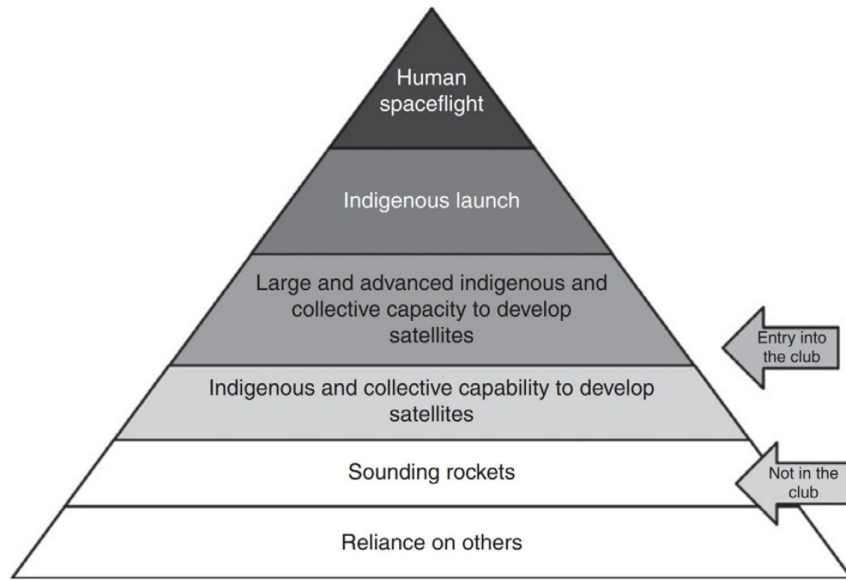 Human
spaceflight
Indigenous launch
Large and advanced indigenous and
collective capacity to develop
satellites
Entry into
the club
Indigenous and collective capability to develop
satellites
Sounding rockets
Not in the
club
Reliance on others